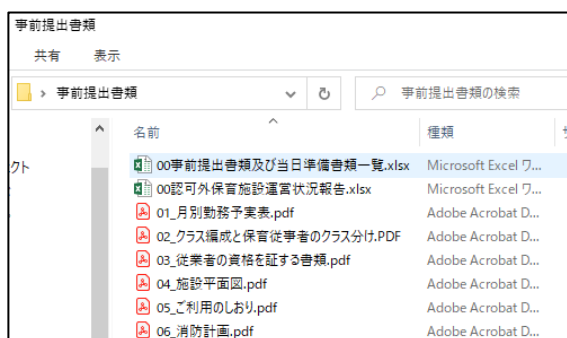 事前提出書類
共有 表示
事前提出書類 事前提出書類の検索
名前 種類
クト
00事前提出書類及び当日準備書類一覧.xlsx Microsoft Excel ワ...
00認可外保育施設運営状況報告.xlsx Microsoft Excel ワ...
01_月別勤務予実表.pdf Adobe Acrobat D...
02_クラス編成と保育従事者のクラス分け.PDF Adobe Acrobat D...
03_従業者の資格を証する書類.pdf Adobe Acrobat D...
04_施設平面図.pdf Adobe Acrobat D...
05_ご利用のしおり.pdf Adobe Acrobat D...
06_消防計画.pdf Adobe Acrobat D...